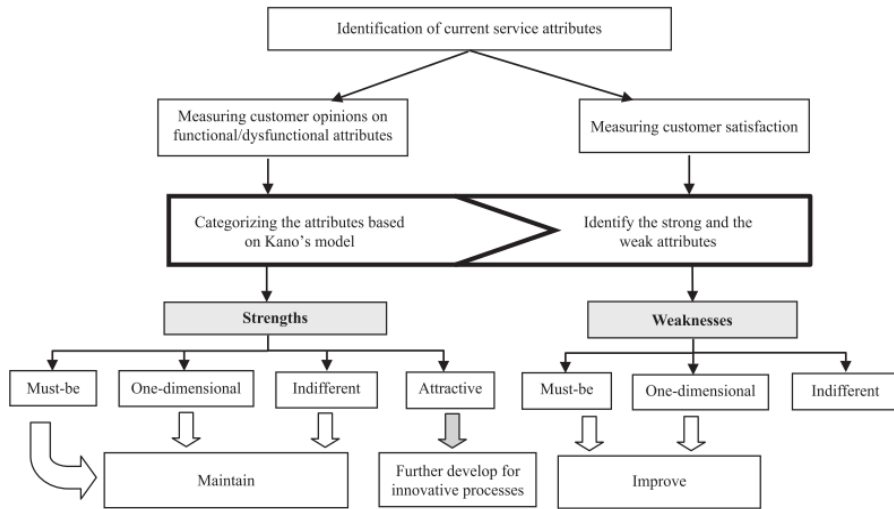 Identification of current service attributes
Measuring customer opinions on
functional/dysfunctional attributes
Measuring customer satisfaction
Categorizing the attributes based
on Kano's model
Identify the strong and the
weak attributes
Strengths
Weaknesses
Must-be
One-dimensional
Indifferent
Attractive
Must-be
One-dimensional
Indifferent
Maintain
Further develop for
innovative processes
Improve